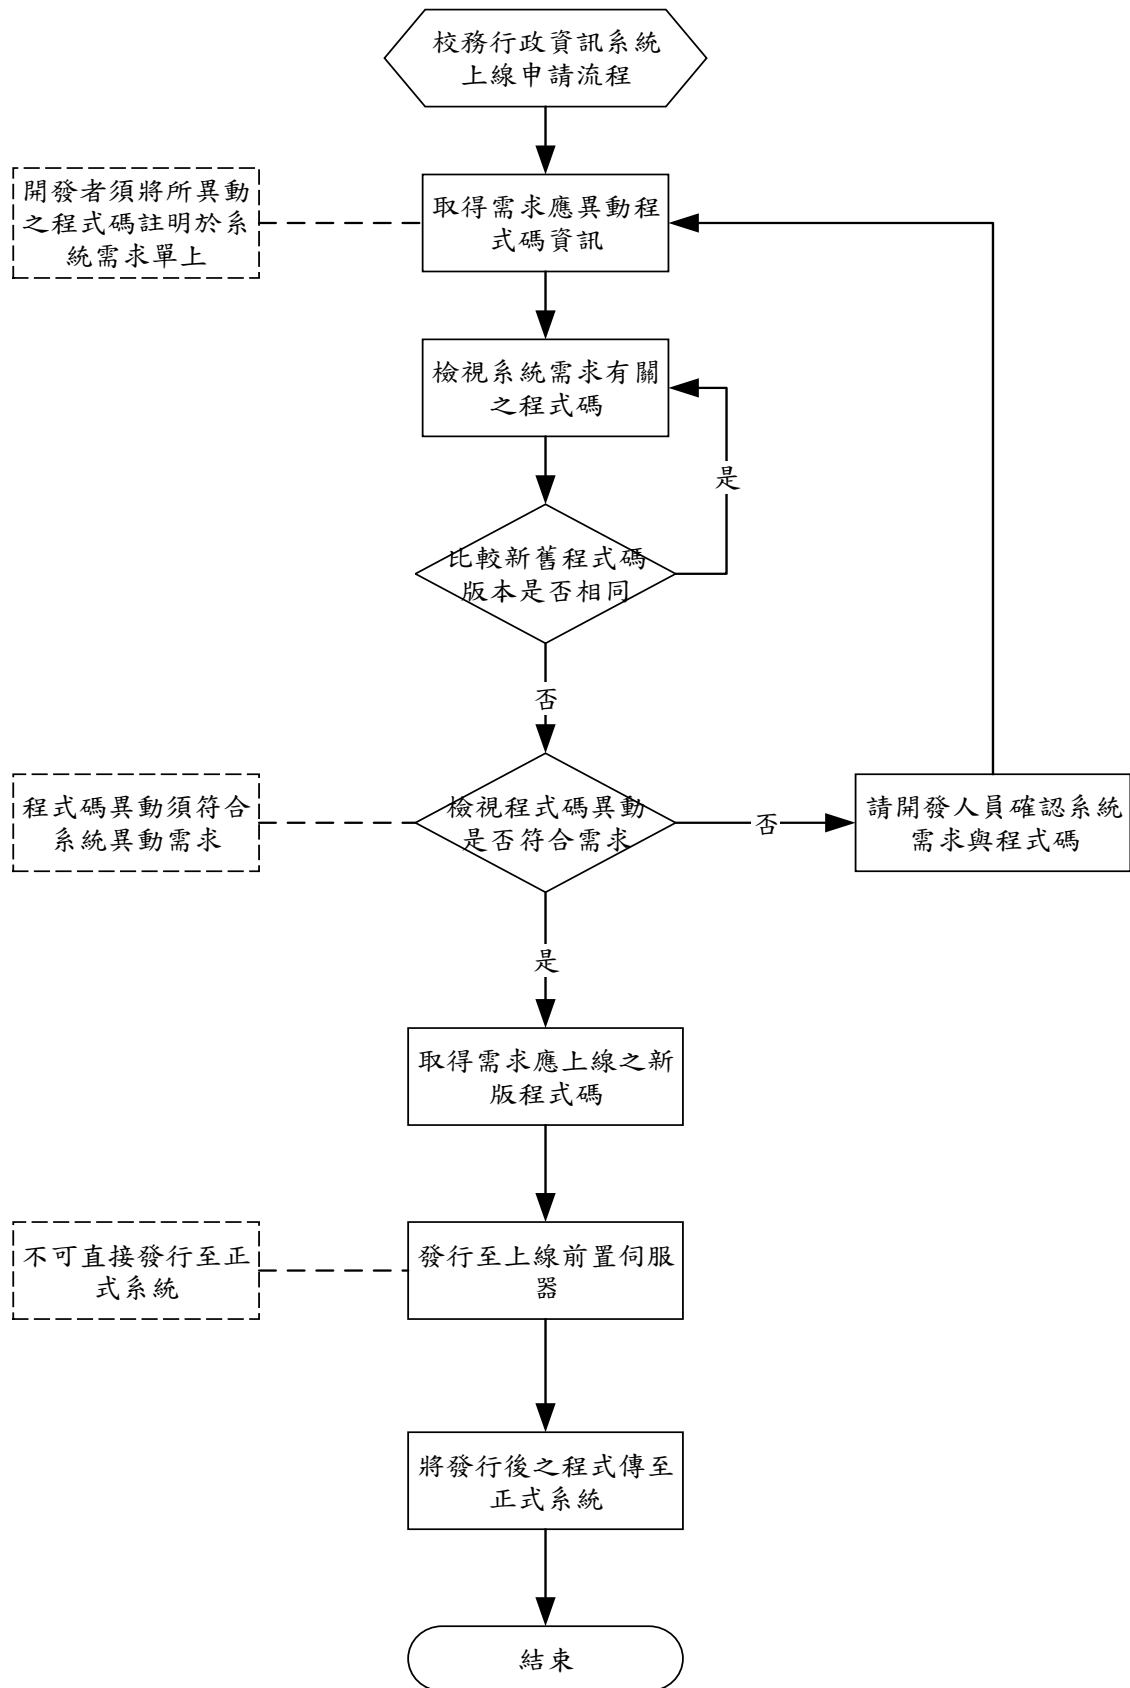 校務行政資訊系統
上線申請流程
開發者須將所異動
之程式碼註明於系
統需求單上
取得需求應異動程
式碼資訊
檢視系統需求有關
之程式碼
是
比較新舊程式碼
版本是否相同
否
程式碼異動須符合
系統異動需求
檢視程式碼異動
是否符合需求
否
請開發人員確認系統
需求與程式碼
是
取得需求應上線之新
版程式碼
不可直接發行至正
式系統
發行至上線前置伺服
器
將發行後之程式傳至
正式系統
結束